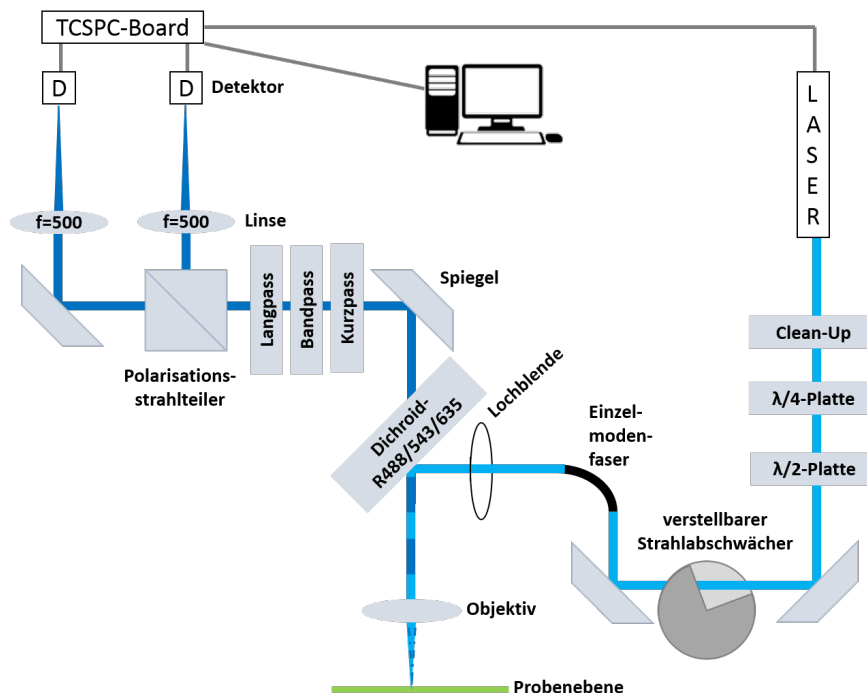 TCSPC-Board
D
D
Detektor
LASER
f=500
f=500
Linse
Langpass
Bandpass
Kurzpass
Spiegel
Polarisations-
strahlteiler
Dichroid-
R488/543/635
Lochblende
Einzel-
moden-
faser
Clean-Up
λ/4-Platte
λ/2-Platte
verstellbarer
Strahlabschwächer
Objektiv
Probenebene